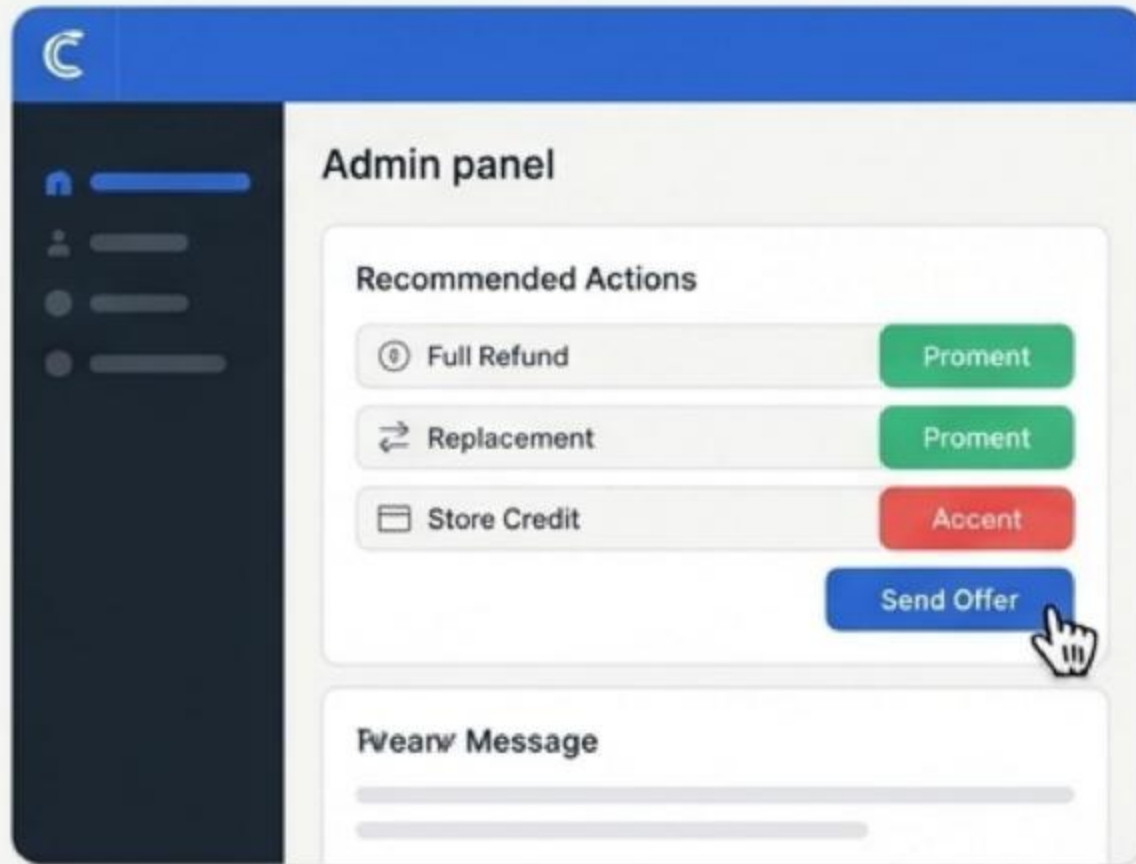 Admin panel
Recommended Actions
Full Refund
Proment
Replacement
Proment
Store Credit
Accent
Send Offer
Message